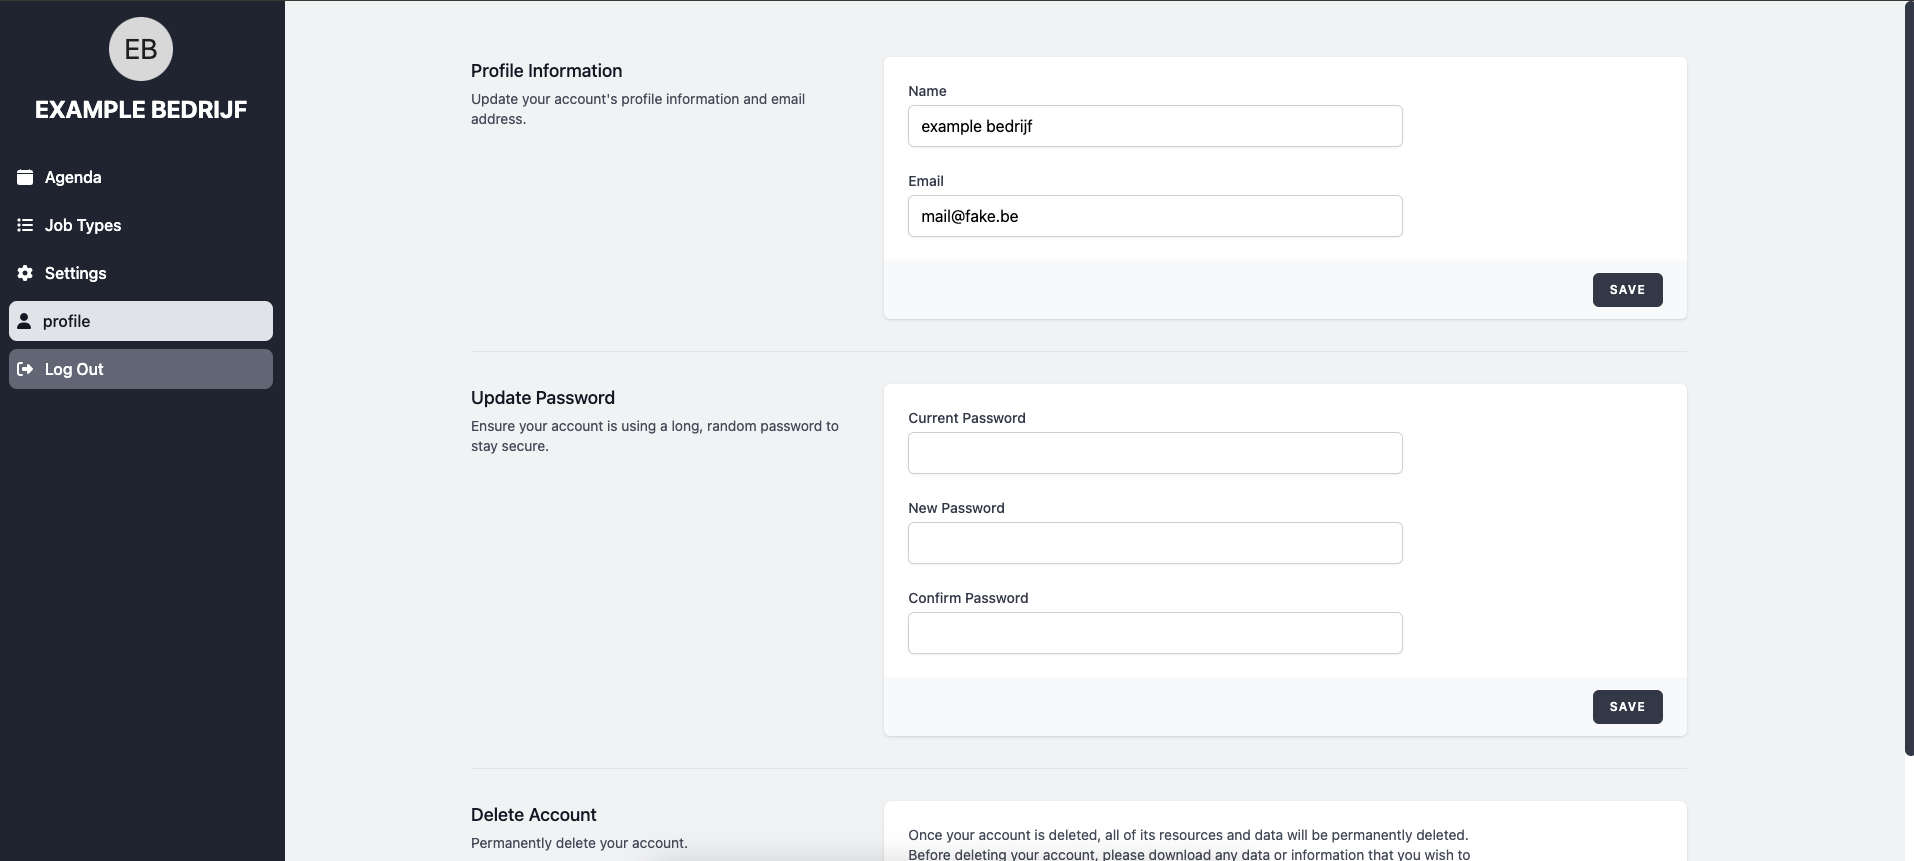 EB
EXAMPLE BEDRIJF
Agenda
Job Types
Settings
profile
Log Out
Profile Information
Update your account's profile information and email
address.
Name
example bedrijf
Email
mail@fake.be
SAVE
Update Password
Ensure your account is using a long, random password to
stay secure.
Current Password
New Password
Confirm Password
SAVE
Delete Account
Permanently delete your account.
Once your account is deleted, all of its resources and data will be permanently deleted.
Before deleting your account, please download any data or information that you wish to